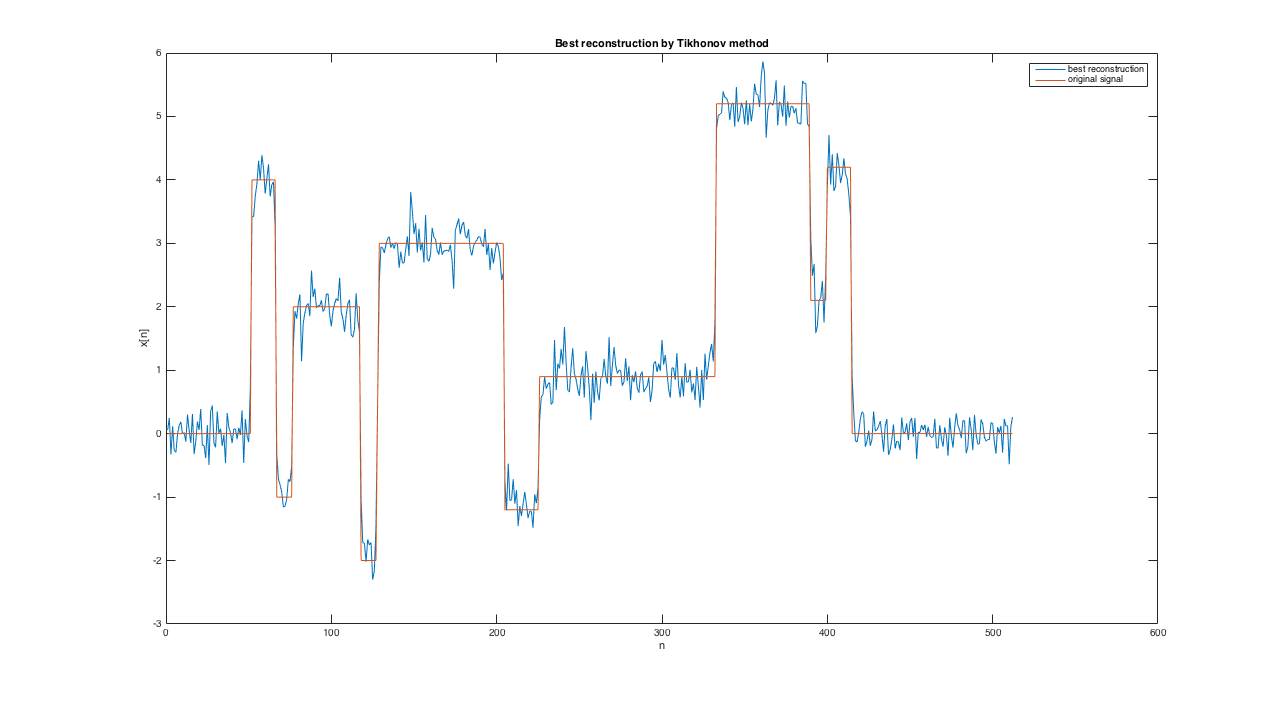 Best reconstruction by Tikhonov method
best reconstruction
original signal
6
5
4
3
2
1
0
-1
-2
-3
x[n]
0 100 200 300 400 500 600
n